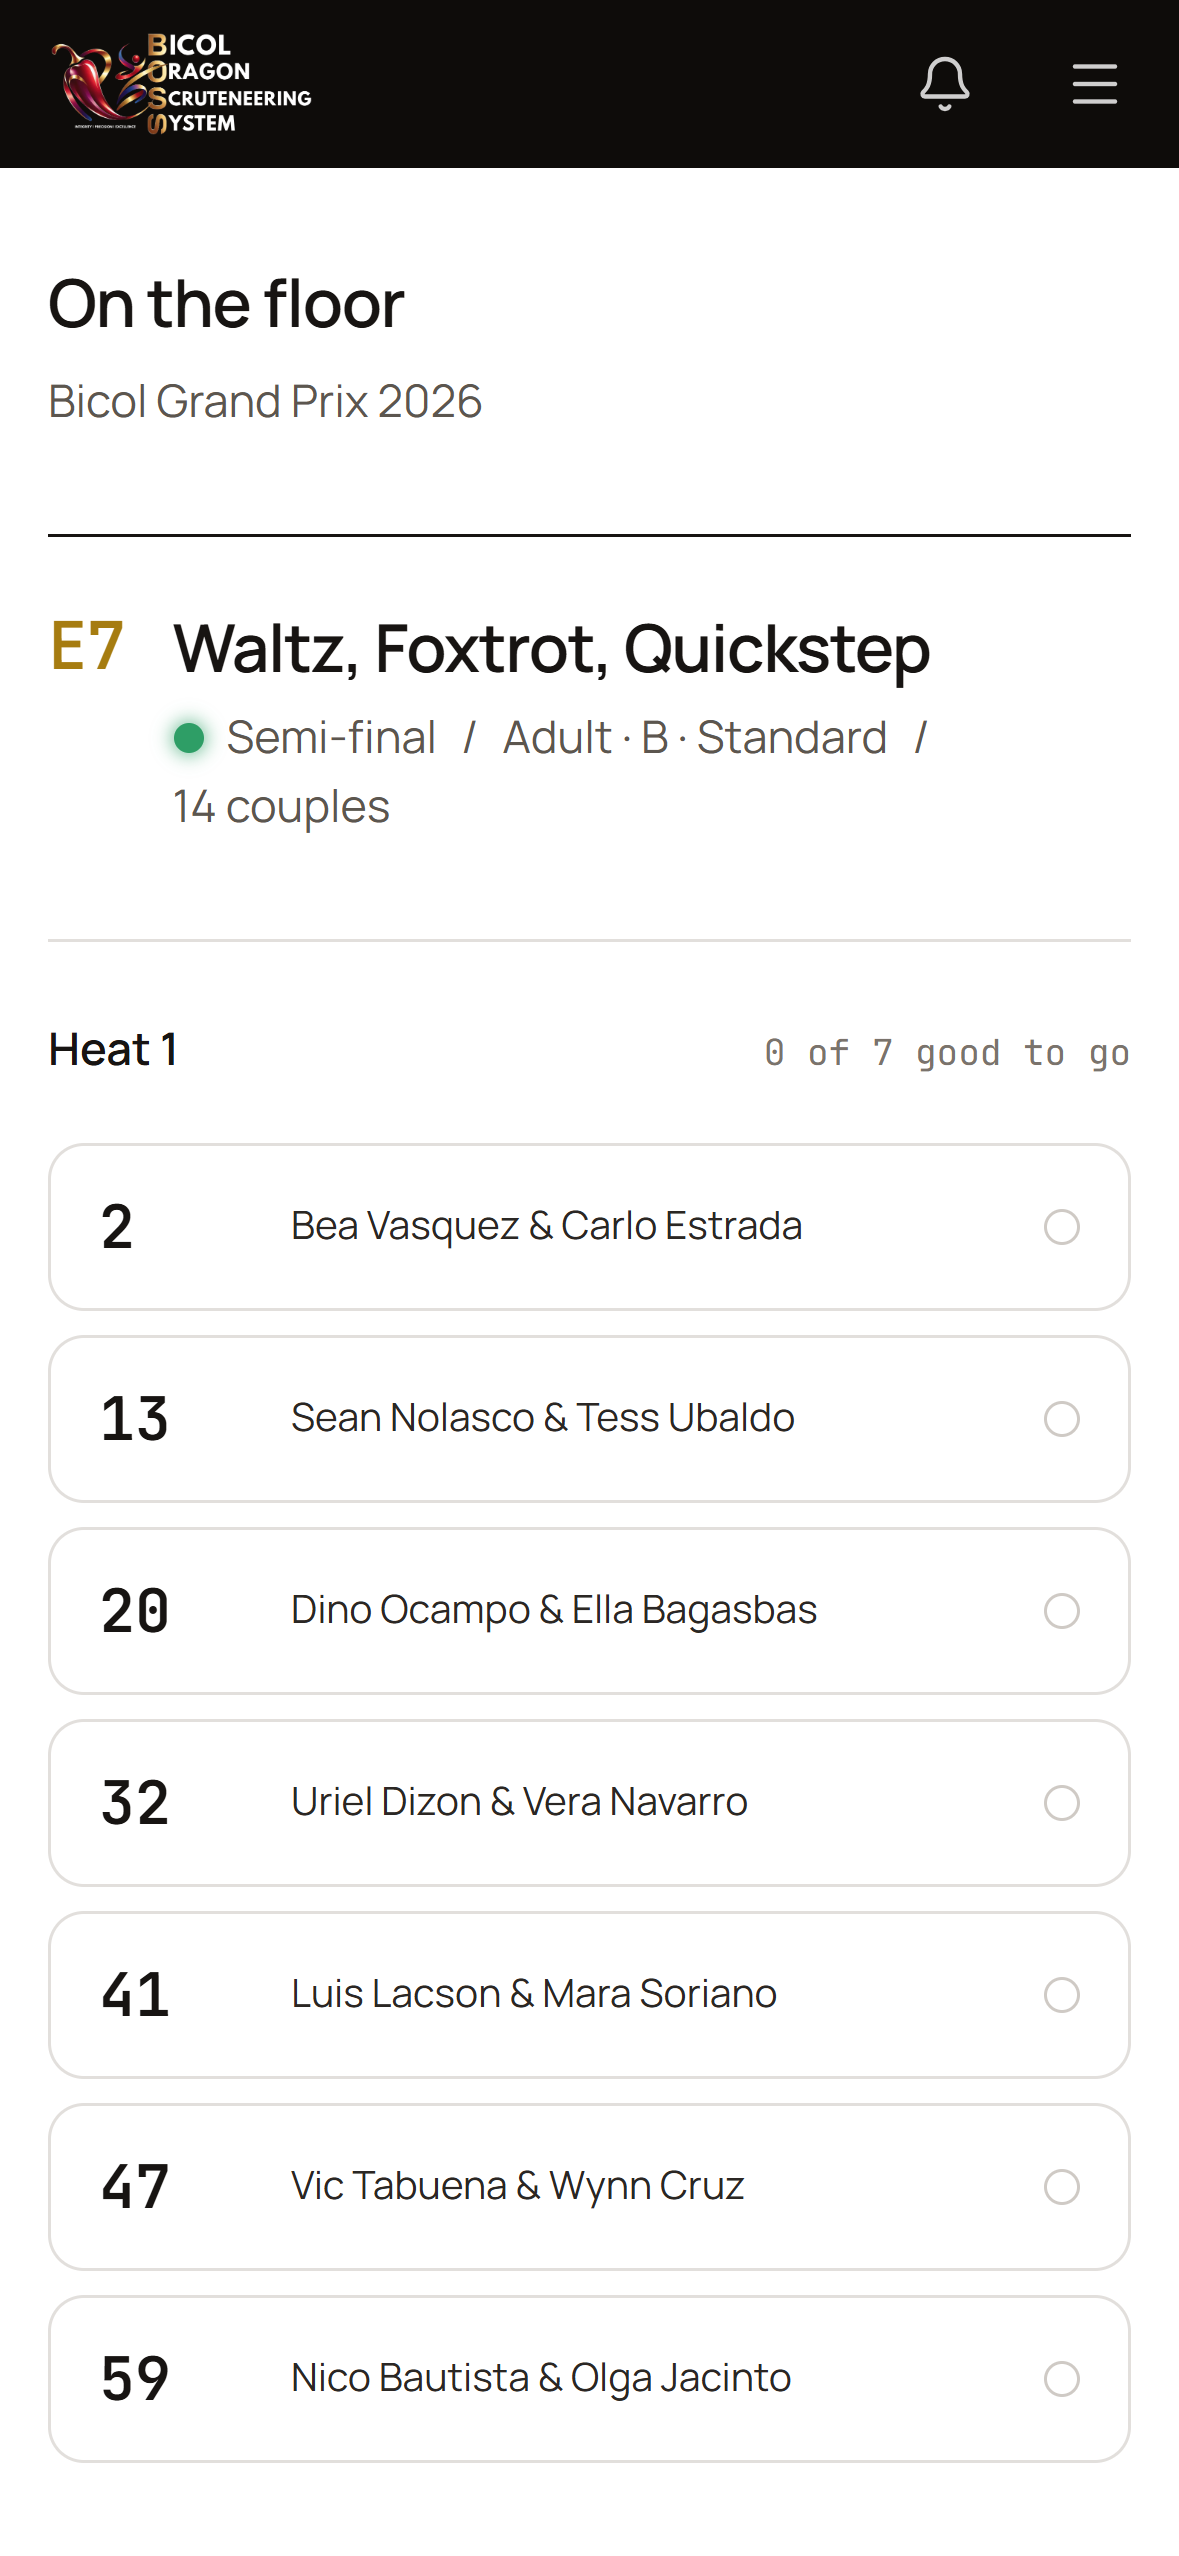 BICOL
DRAGON
SCRUTENEERING
SYSTEM
INTEGRITY | PRECISION | EXCELLENCE
On the floor
Bicol Grand Prix 2026
E7 Waltz, Foxtrot, Quickstep
Semi-final / Adult · B · Standard /
14 couples
Heat 1 0 of 7 good to go
2 Bea Vasquez & Carlo Estrada
13 Sean Nolasco & Tess Ubaldo
20 Dino Ocampo & Ella Bagasbas
32 Uriel Dizon & Vera Navarro
41 Luis Lacson & Mara Soriano
47 Vic Tabuena & Wynn Cruz
59 Nico Bautista & Olga Jacinto